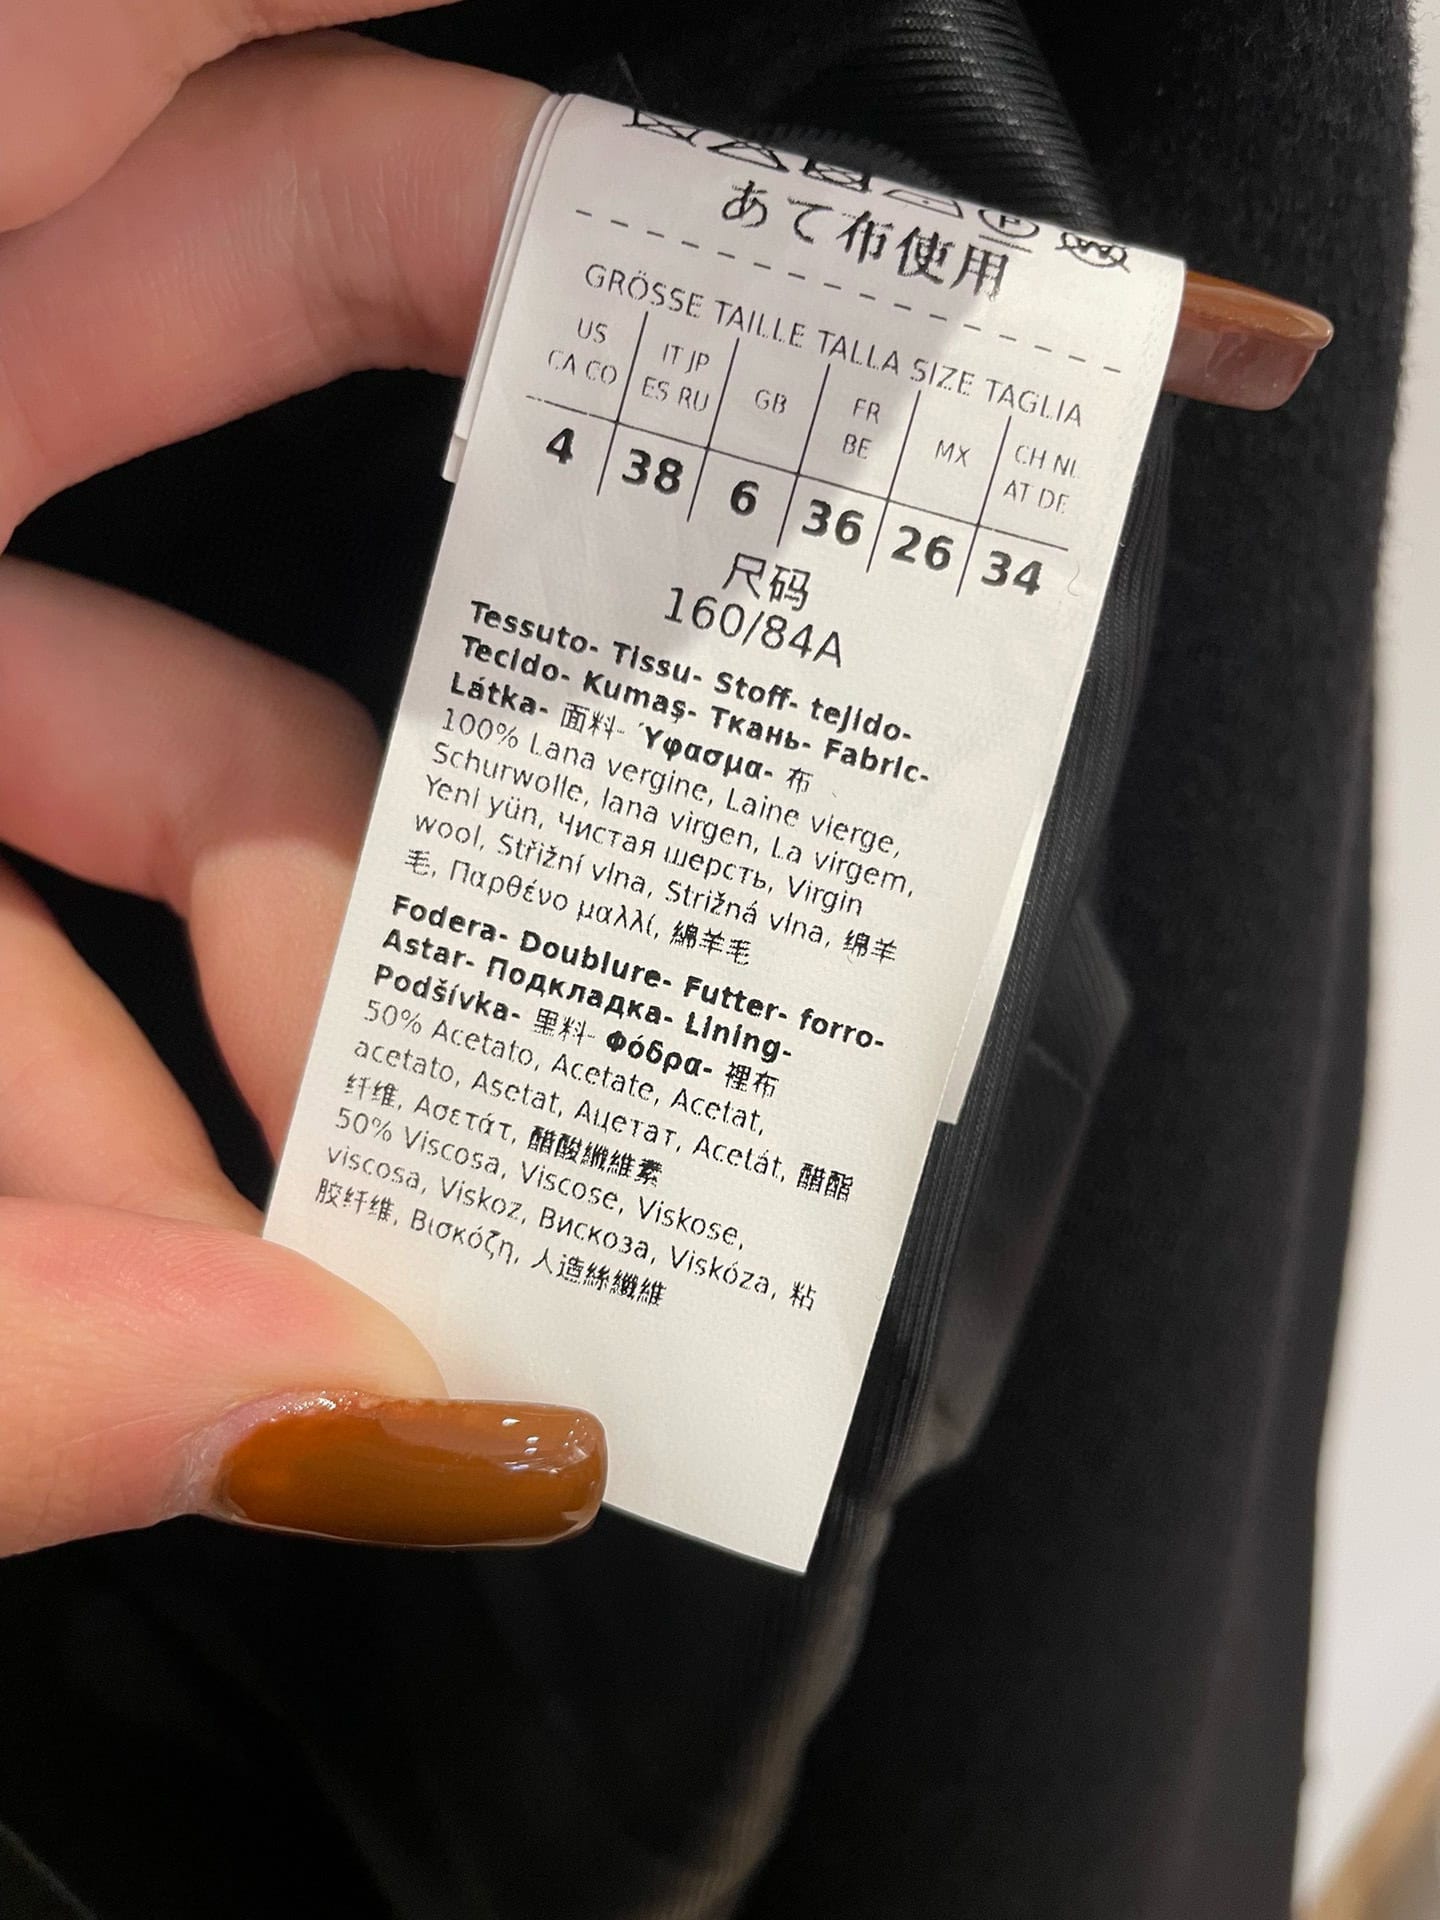 あて布使用
GRÖSSE TAILLE TALLA SIZE TAGLIA
US CA CO | IT JP ES RU | GB | FR BE | MX | CH NL AT DE
4 | 38 | 6 | 36 | 26 | 34
尺码
160/84A
Tessuto- Tissu- Stoff- tejido-
Tecido- Kumaş- Ткань- Fabric-
Látka- 面料- Ύφασμα- 布
100% Lana vergine, Laine vierge,
Schurwolle, lana virgen, La virgem,
Yeni yün, Чистая шерсть, Virgin
wool, Střižní vlna, Strižná vlna, 绵羊
毛, Παρθένο μαλλί, 綿羊毛
Fodera- Doublure- Futter- forro-
Astar- Подкладка- Lining-
Podšívka- 里料- Φόδρα- 裡布
50% Acetato, Acetate, Acetat,
acetato, Asetat, Ацетат, Acetát, 醋酯
纤维, Ασετάτ, 醋酸纖維素
50% Viscosa, Viscose, Viskose,
viscosa, Viskoz, Вискоза, Viskóza, 粘
胶纤维, Βισκόζη, 人造絲纖維